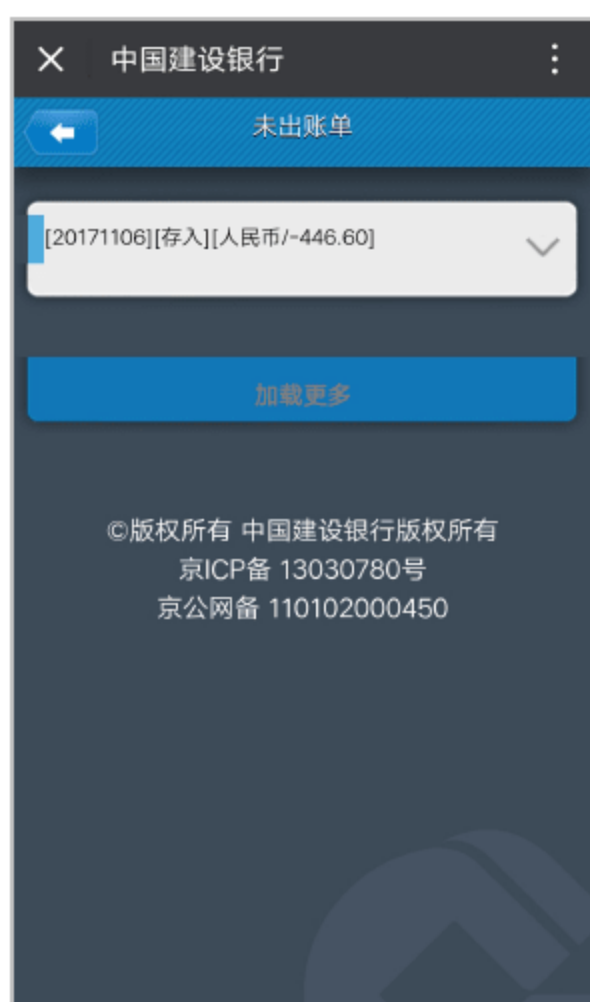 中国建设银行
未出账单
[20171106][存入][人民币/-446.60]
加载更多
©版权所有 中国建设银行版权所有
京ICP备 13030780号
京公网备 110102000450